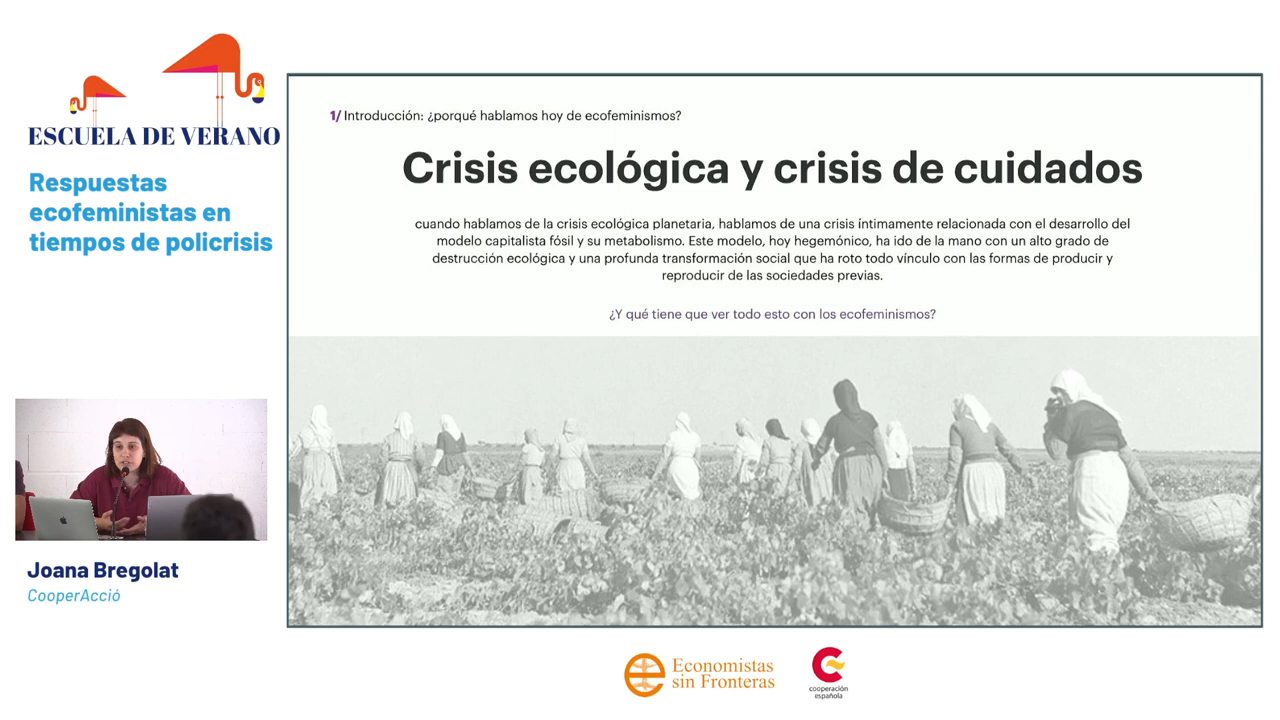 ESCUELA DE VERANO
Respuestas
ecofeministas en
tiempos de policrisis
1/ Introducción: ¿porqué hablamos hoy de ecofeminismos?
Crisis ecológica y crisis de cuidados
cuando hablamos de la crisis ecológica planetaria, hablamos de una crisis íntimamente relacionada con el desarrollo del
modelo capitalista fósil y su metabolismo. Este modelo, hoy hegemónico, ha ido de la mano con un alto grado de
destrucción ecológica y una profunda transformación social que ha roto todo vínculo con las formas de producir y
reproducir de las sociedades previas.
¿Y qué tiene que ver todo esto con los ecofeminismos?
Joana Bregolat
CooperAcció
Economistas
sin Fronteras
cooperación
española